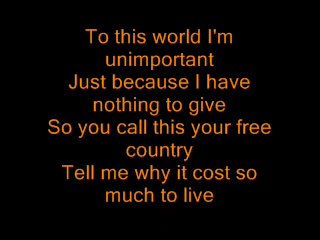 To this world I'm
unimportant
Just because I have
nothing to give
So you call this your free
country
Tell me why it cost so
much to live